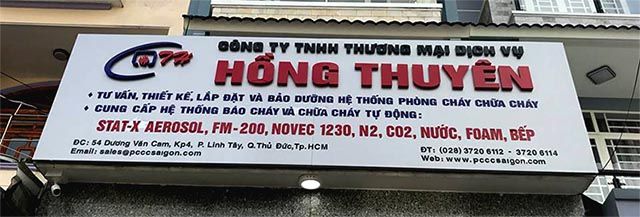 TH
CÔNG TY TNHH THƯƠNG MẠI DỊCH VỤ
HỒNG THUYÊN
TƯ VẤN, THIẾT KẾ, LẮP ĐẶT VÀ BẢO DƯỠNG HỆ THỐNG PHÒNG CHÁY CHỮA CHÁY
CUNG CẤP HỆ THỐNG BÁO CHÁY VÀ CHỮA CHÁY TỰ ĐỘNG:
STAT-X AEROSOL, FM-200, NOVEC 1230, N2, CO2, NƯỚC, FOAM, BẾP
ĐC: 54 Dương Văn Cam, Kp4, P. Linh Tây, Q.Thủ Đức,Tp.HCM
Email: sales@pcccsaigon.com
ĐT: (028) 3720 6112 - 3720 6114
Web: www.pcccsaigon.com